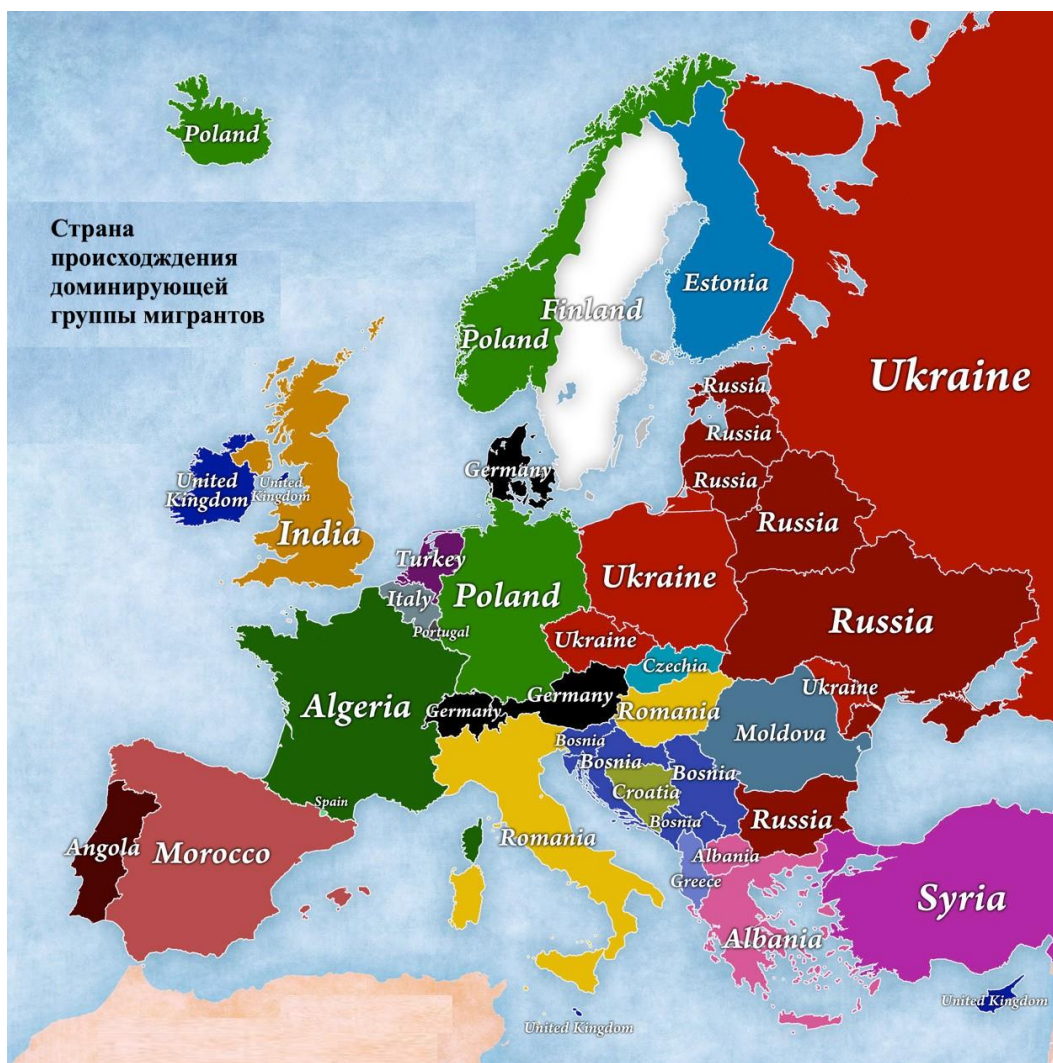 Poland
Страна
происходждения
доминирующей
группы мигрантов
Finland
Estonia
Poland
Ukraine
Russia
Russia
Russia
Russia
Germany
United
Kingdom
United
Kingdom
India
Turkey
Italy
Portugal
Poland
Ukraine
Ukraine
Russia
Czechia
Algeria
Germany
Germany
Romania
Ukraine
Moldova
Bosnia
Bosnia
Bosnia
Croatia
Bosnia
Spain
Angola
Morocco
Romania
Russia
Albania
Greece
Albania
Syria
United Kingdom
United Kingdom